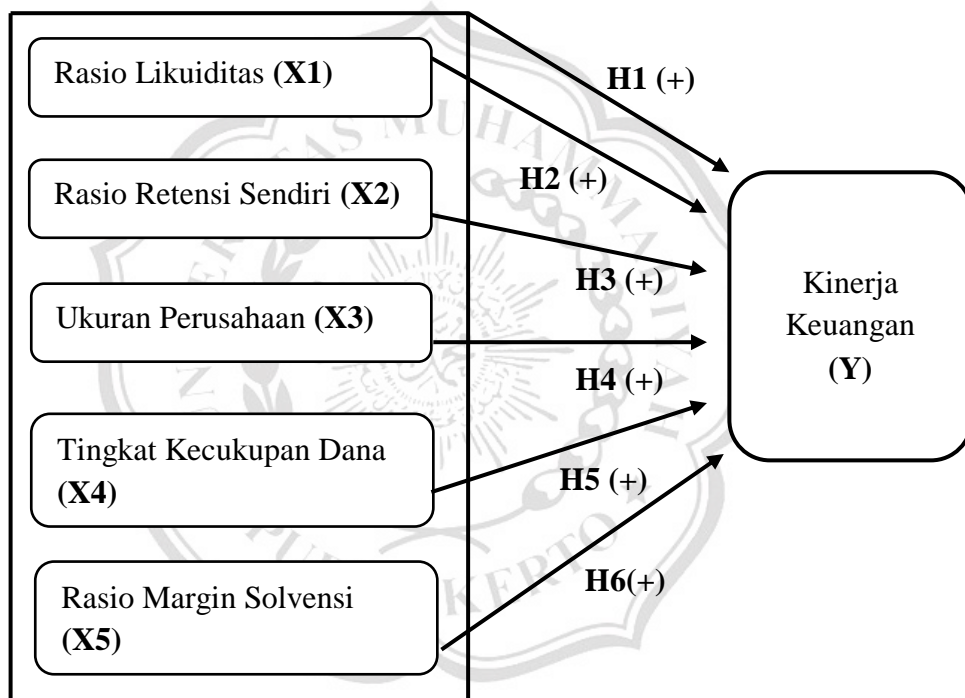 Rasio Likuiditas (X1)
H1 (+)
Rasio Retensi Sendiri (X2)
H2 (+)
H3 (+)
Ukuran Perusahaan (X3)
Kinerja
Keuangan
(Y)
H4 (+)
Tingkat Kecukupan Dana
(X4)
H5 (+)
Rasio Margin Solvensi
(X5)
H6(+)
MUHAMMADIYAH